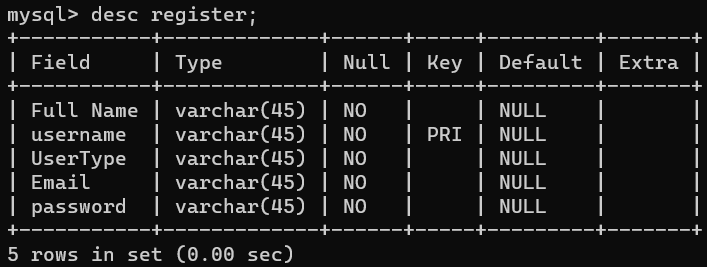 mysql> desc register;
+-----------+-------------+------+-----+---------+-------+
| Field     | Type        | Null | Key | Default | Extra |
+-----------+-------------+------+-----+---------+-------+
| Full Name | varchar(45) | NO   |     | NULL    |       |
| username  | varchar(45) | NO   | PRI | NULL    |       |
| UserType  | varchar(45) | NO   |     | NULL    |       |
| Email     | varchar(45) | NO   |     | NULL    |       |
| password  | varchar(45) | NO   |     | NULL    |       |
+-----------+-------------+------+-----+---------+-------+
5 rows in set (0.00 sec)